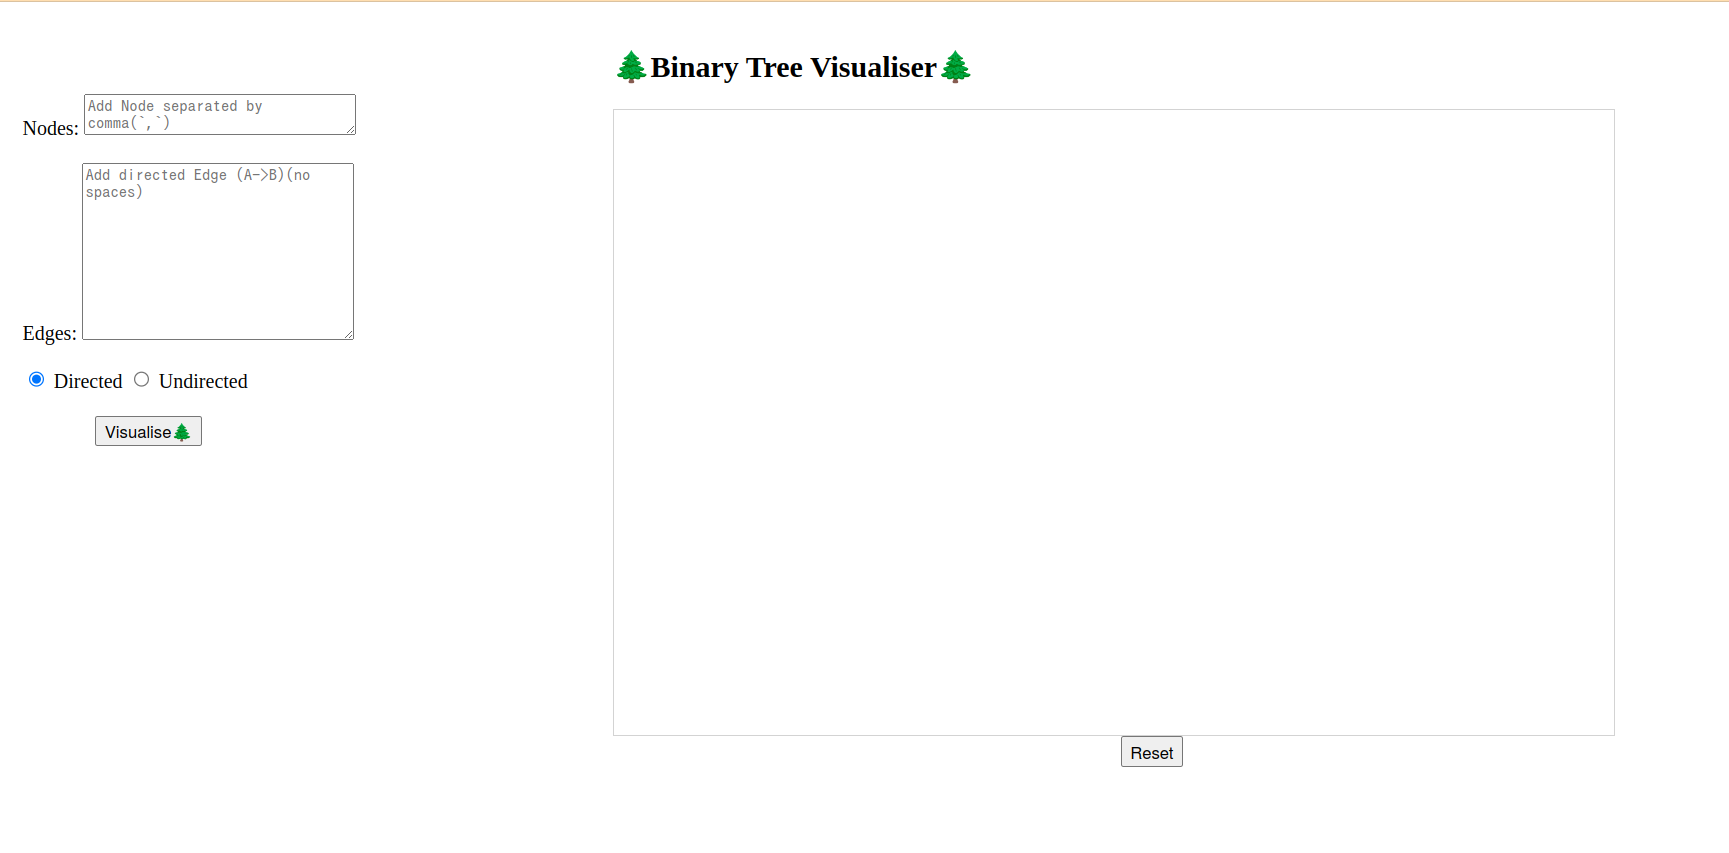 🌲Binary Tree Visualiser🌲
Nodes:
Add Node separated by
comma(`,`)
Edges:
Add directed Edge (A->B)(no
spaces)
Directed Undirected
Visualise🌲
Reset